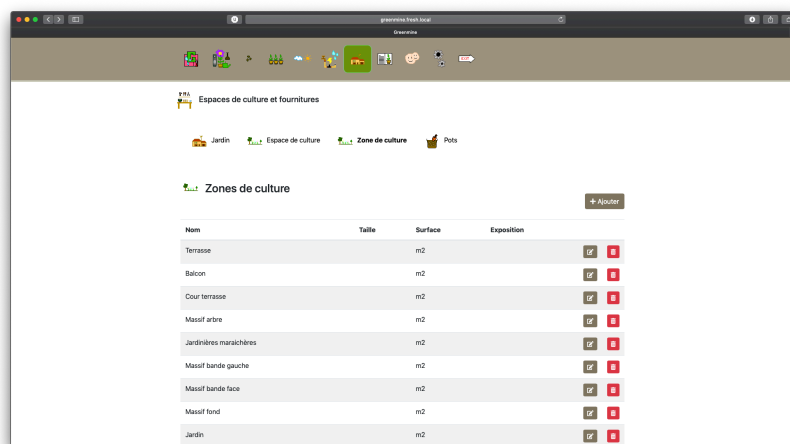 greenmine.fresh.local
Greenmine
EXIT
Espaces de culture et fournitures
Jardin Espace de culture Zone de culture Pots
Zones de culture
+ Ajouter
Nom Taille Surface Exposition
Terrasse m2
Balcon m2
Cour terrasse m2
Massif arbre m2
Jardinières maraichères m2
Massif bande gauche m2
Massif bande face m2
Massif fond m2
Jardin m2